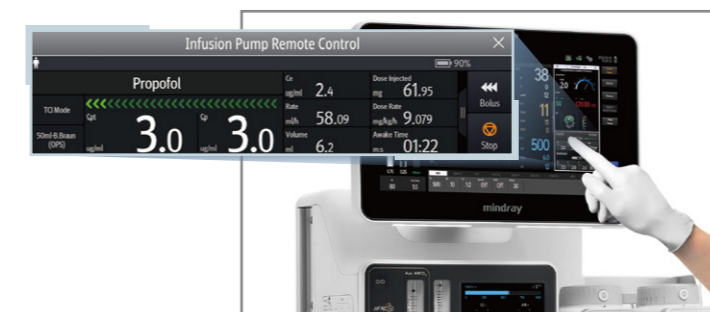 Infusion Pump Remote Control
90%
Propofol
TCI Mode
50ml-B.Braun
(OPS)
Cpt
ug/ml 3.0
Cp
ug/ml 3.0
Ce
ug/ml 2.4
Rate
ml/h 58.09
Volume
ml 6.2
Dose Injected
mg 61.95
Dose Rate
mg/kg/h 9.079
Awake Time
m:s 01:22
Bolus
Stop
38
11
500
2.0
mindray